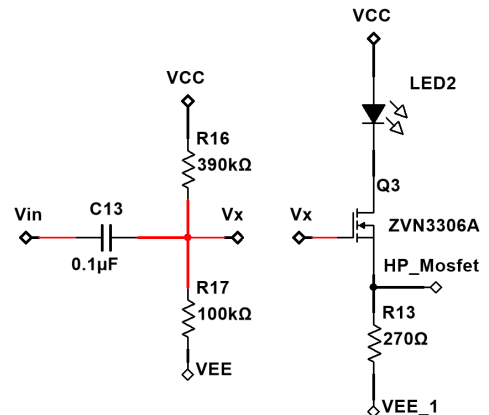 VCC
LED2
VCC
R16
390kΩ
Q3
Vin
C13
Vx
Vx
ZVN3306A
0.1µF
HP_Mosfet
R17
100kΩ
R13
270Ω
VEE
VEE_1